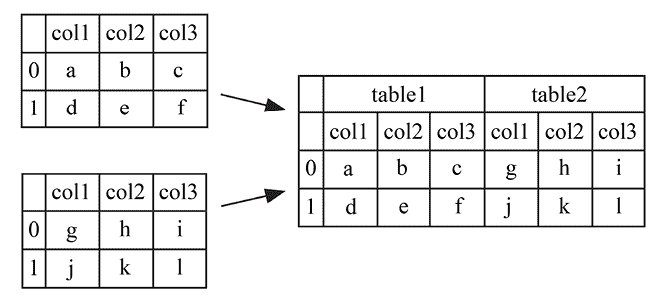 col1 col2 col3
0 a b c
1 d e f
col1 col2 col3
0 g h i
1 j k l
table1 table2
col1 col2 col3 col1 col2 col3
0 a b c g h i
1 d e f j k l